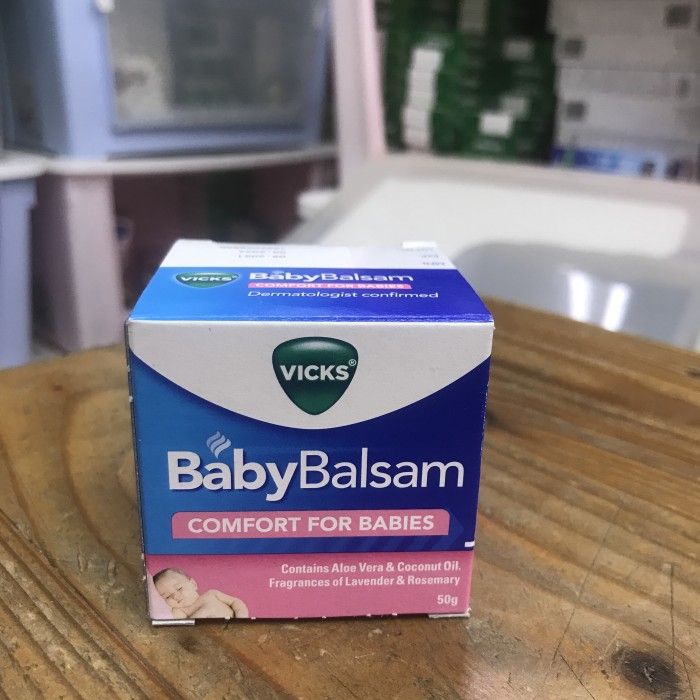 VICKS
BabyBalsam
COMFORT FOR BABIES
Dermatologist confirmed
VICKS®
BabyBalsam
COMFORT FOR BABIES
Contains Aloe Vera & Coconut Oil.
Fragrances of Lavender & Rosemary
50g